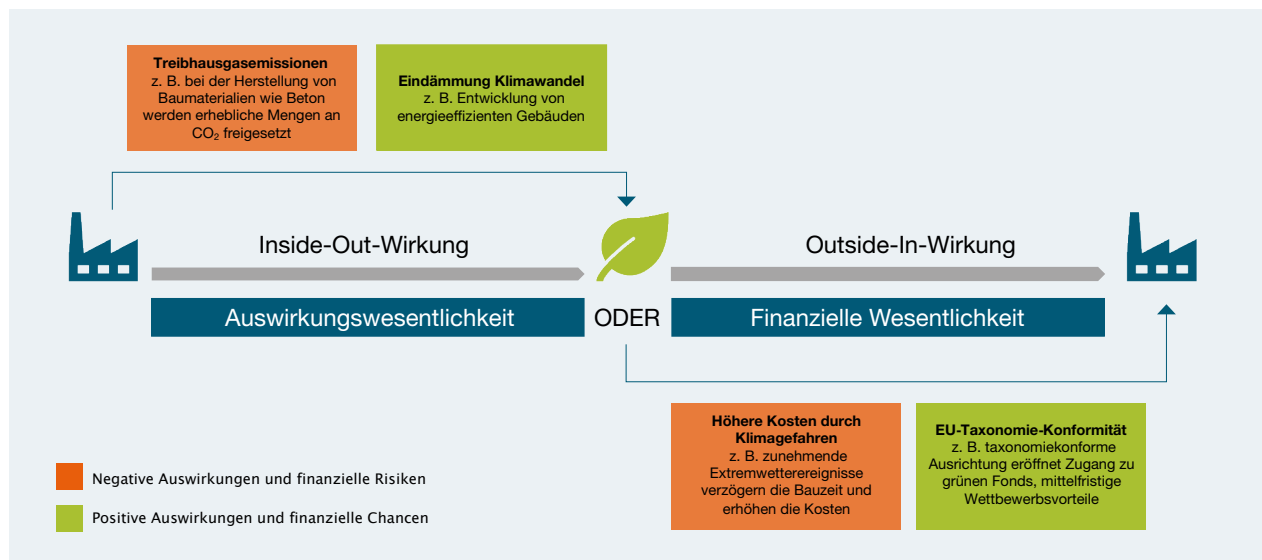 Treibhausgasemissionen
z. B. bei der Herstellung von
Baumaterialien wie Beton
werden erhebliche Mengen an
CO₂ freigesetzt
Eindämmung Klimawandel
z. B. Entwicklung von
energieeffizienten Gebäuden
Inside-Out-Wirkung
Outside-In-Wirkung
Auswirkungswesentlichkeit
ODER
Finanzielle Wesentlichkeit
Höhere Kosten durch
Klimagefahren
z. B. zunehmende
Extremwetterereignisse
verzögern die Bauzeit und
erhöhen die Kosten
EU-Taxonomie-Konformität
z. B. taxonomiekonforme
Ausrichtung eröffnet Zugang zu
grünen Fonds, mittelfristige
Wettbewerbsvorteile
Negative Auswirkungen und finanzielle Risiken
Positive Auswirkungen und finanzielle Chancen